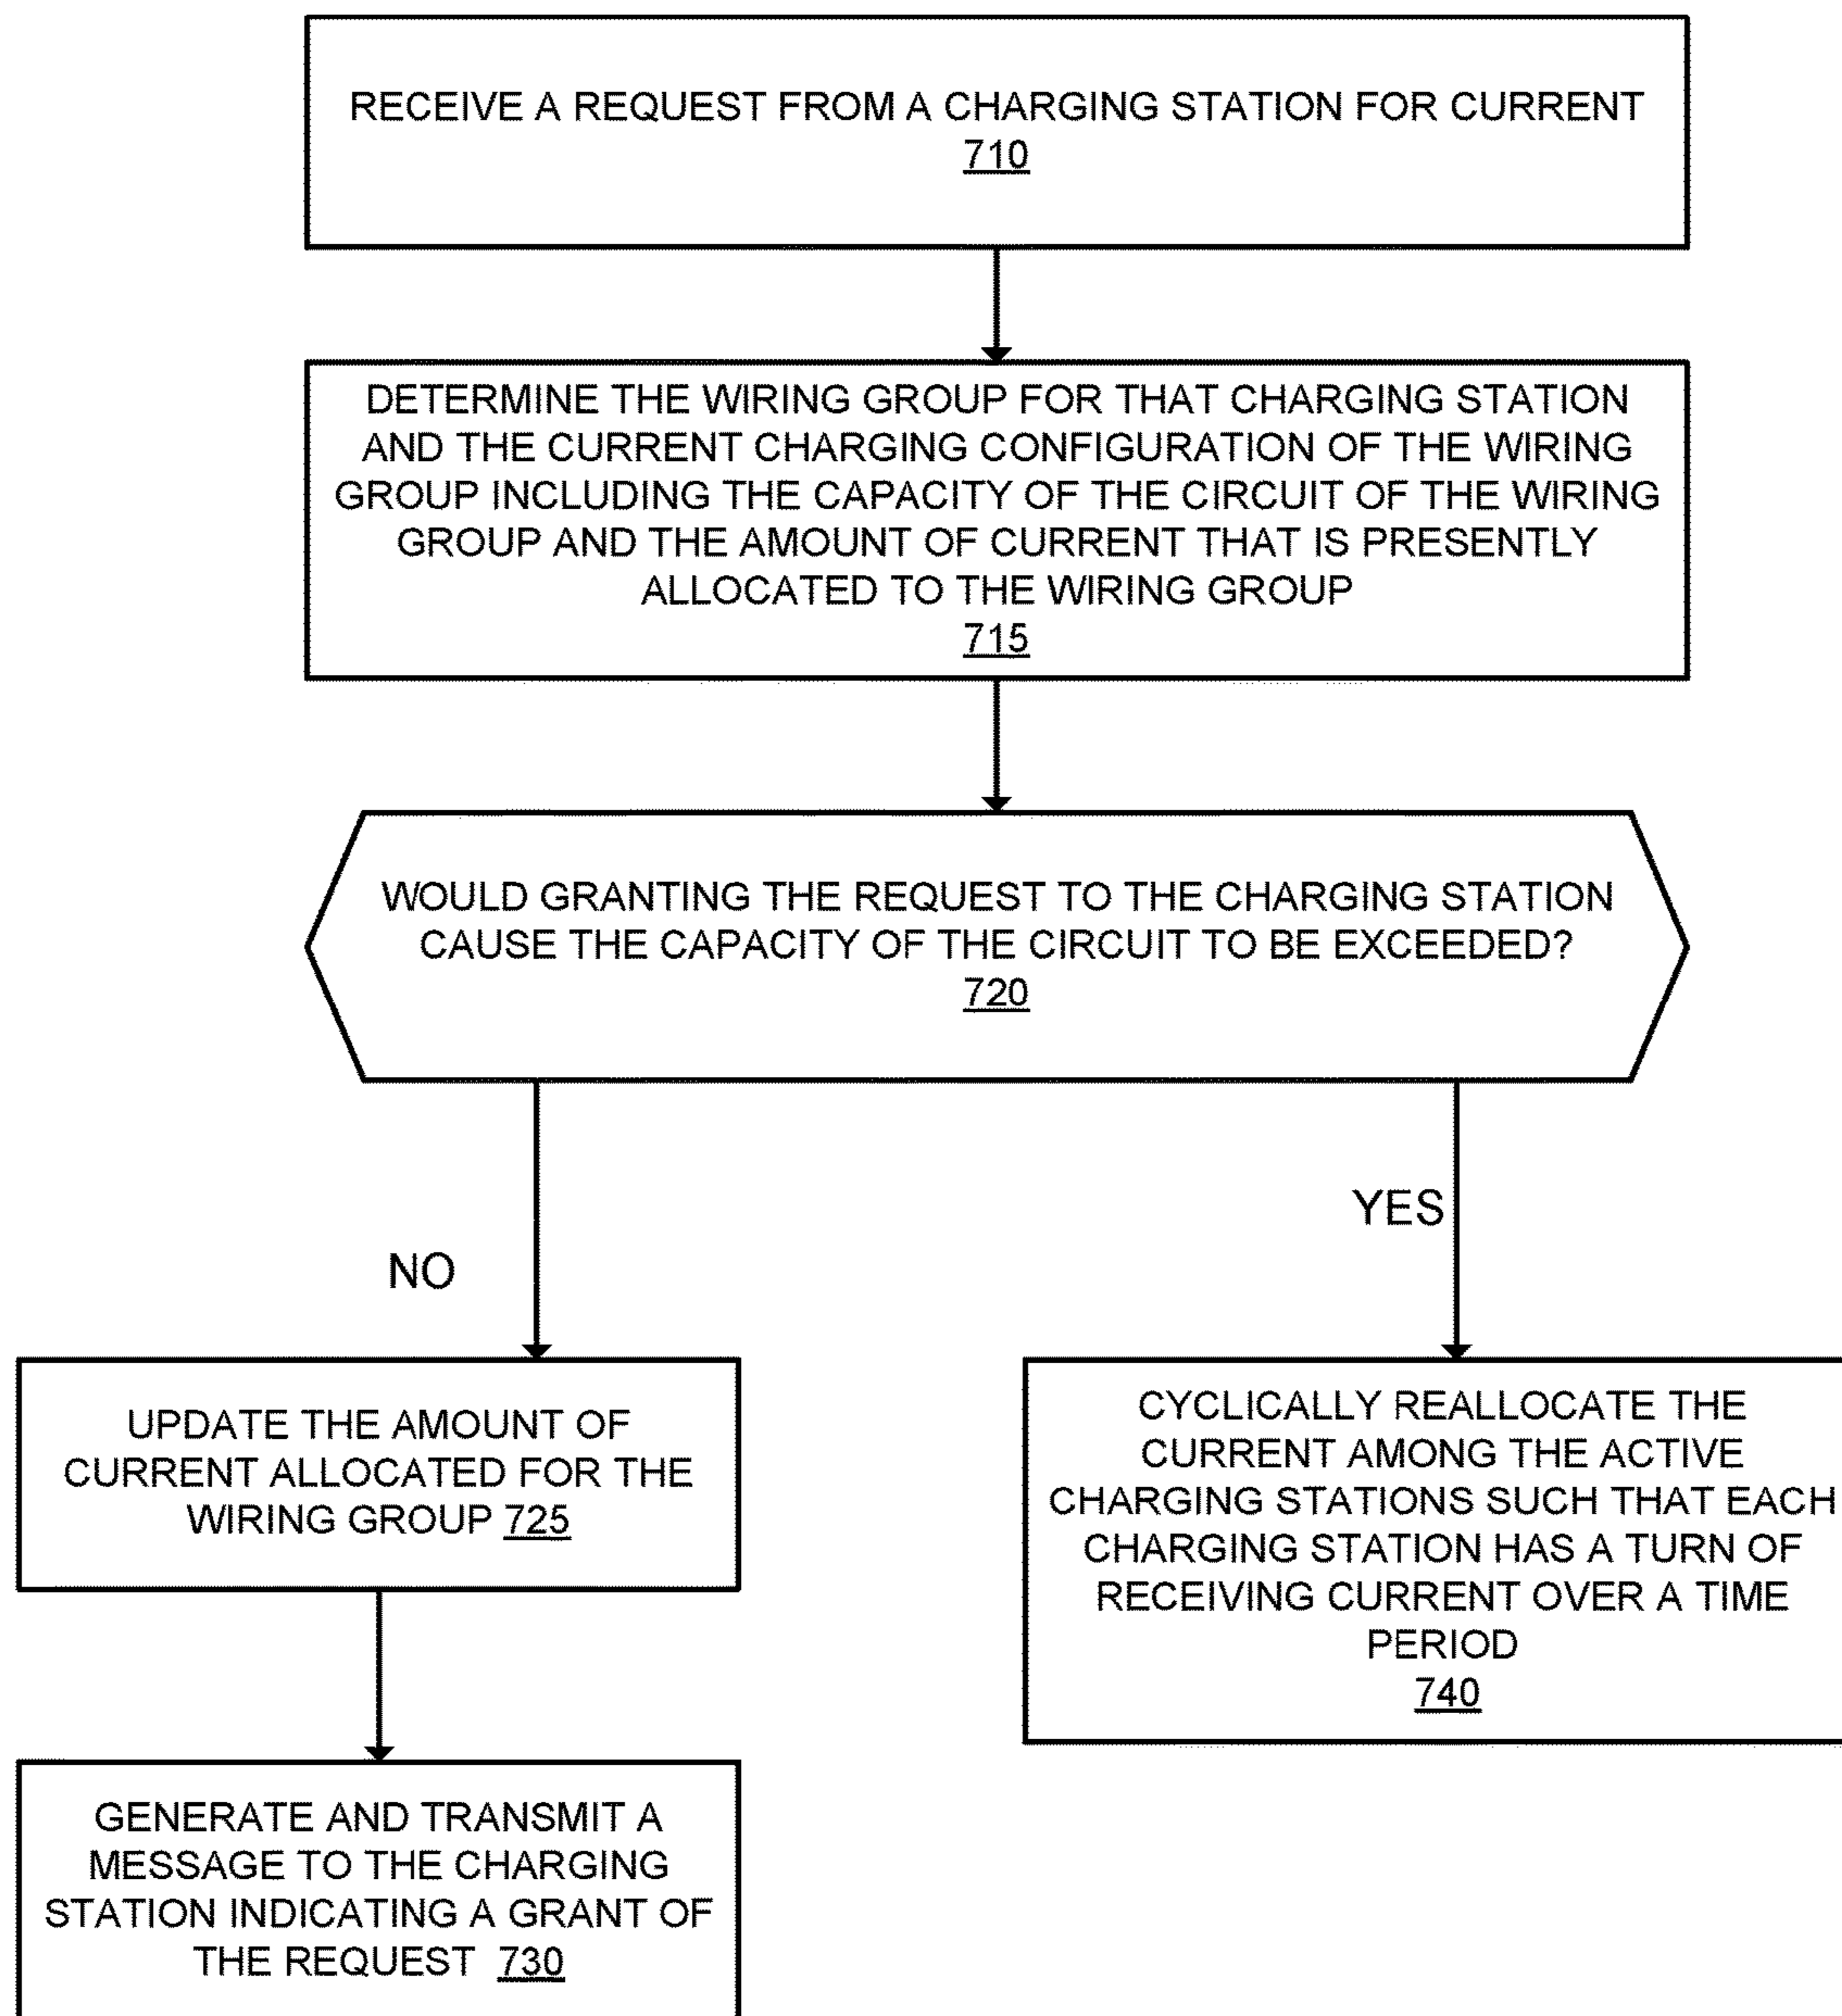 RECEIVE A REQUEST FROM A CHARGING STATION FOR CURRENT
710
DETERMINE THE WIRING GROUP FOR THAT CHARGING STATION
AND THE CURRENT CHARGING CONFIGURATION OF THE WIRING
GROUP INCLUDING THE CAPACITY OF THE CIRCUIT OF THE WIRING
GROUP AND THE AMOUNT OF CURRENT THAT IS PRESENTLY
ALLOCATED TO THE WIRING GROUP
715
WOULD GRANTING THE REQUEST TO THE CHARGING STATION
CAUSE THE CAPACITY OF THE CIRCUIT TO BE EXCEEDED?
720
NO
YES
UPDATE THE AMOUNT OF
CURRENT ALLOCATED FOR THE
WIRING GROUP 725
GENERATE AND TRANSMIT A
MESSAGE TO THE CHARGING
STATION INDICATING A GRANT OF
THE REQUEST 730
CYCLICALLY REALLOCATE THE
CURRENT AMONG THE ACTIVE
CHARGING STATIONS SUCH THAT EACH
CHARGING STATION HAS A TURN OF
RECEIVING CURRENT OVER A TIME
PERIOD
740